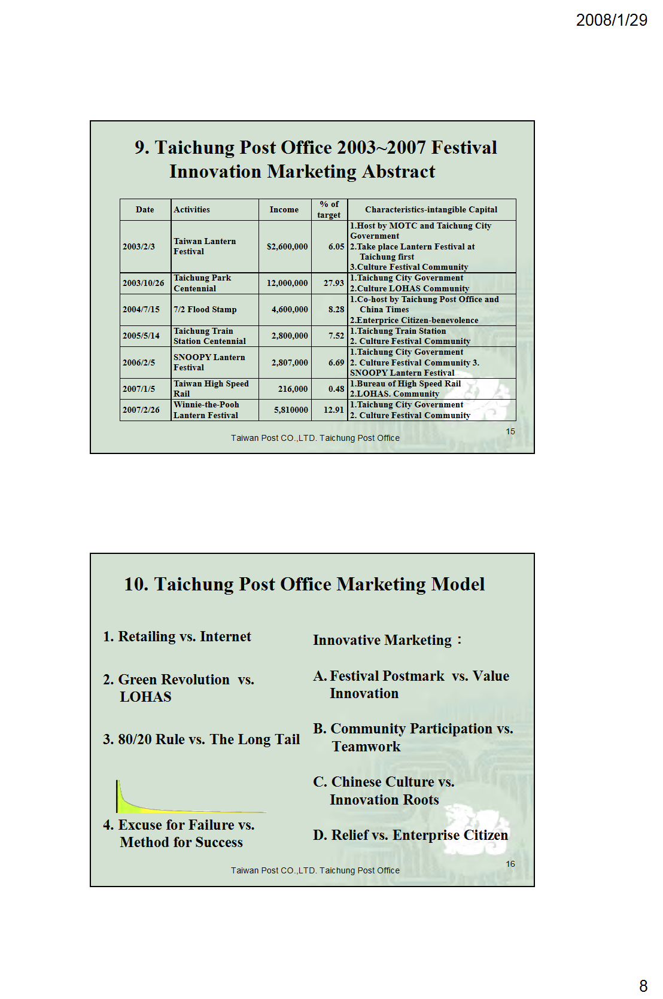 2008/1/29
9. Taichung Post Office 2003~2007 Festival
Innovation Marketing Abstract
Date Activities Income % of target Characteristics-intangible Capital
2003/2/3 Taiwan Lantern Festival $2,600,000 6.05 1.Host by MOTC and Taichung City Government
2.Take place Lantern Festival at Taichung first
3.Culture Festival Community
2003/10/26 Taichung Park Centennial 12,000,000 27.93 1.Taichung City Government
2.Culture LOHAS Community
2004/7/15 7/2 Flood Stamp 4,600,000 8.28 1.Co-host by Taichung Post Office and China Times
2.Enterprice Citizen-benevolence
2005/5/14 Taichung Train Station Centennial 2,800,000 7.52 1.Taichung Train Station
2. Culture Festival Community
2006/2/5 SNOOPY Lantern Festival 2,807,000 6.69 1.Taichung City Government
2. Culture Festival Community 3.
SNOOPY Lantern Festival
2007/1/5 Taiwan High Speed Rail 216,000 0.48 1.Bureau of High Speed Rail
2.LOHAS. Community
2007/2/26 Winnie-the-Pooh Lantern Festival 5,810000 12.91 1.Taichung City Government
2. Culture Festival Community
15
Taiwan Post CO.,LTD. Taichung Post Office
10. Taichung Post Office Marketing Model
1. Retailing vs. Internet
2. Green Revolution vs.
LOHAS
3. 80/20 Rule vs. The Long Tail
4. Excuse for Failure vs.
Method for Success
Innovative Marketing：
A. Festival Postmark vs. Value
Innovation
B. Community Participation vs.
Teamwork
C. Chinese Culture vs.
Innovation Roots
D. Relief vs. Enterprise Citizen
16
Taiwan Post CO.,LTD. Taichung Post Office
8